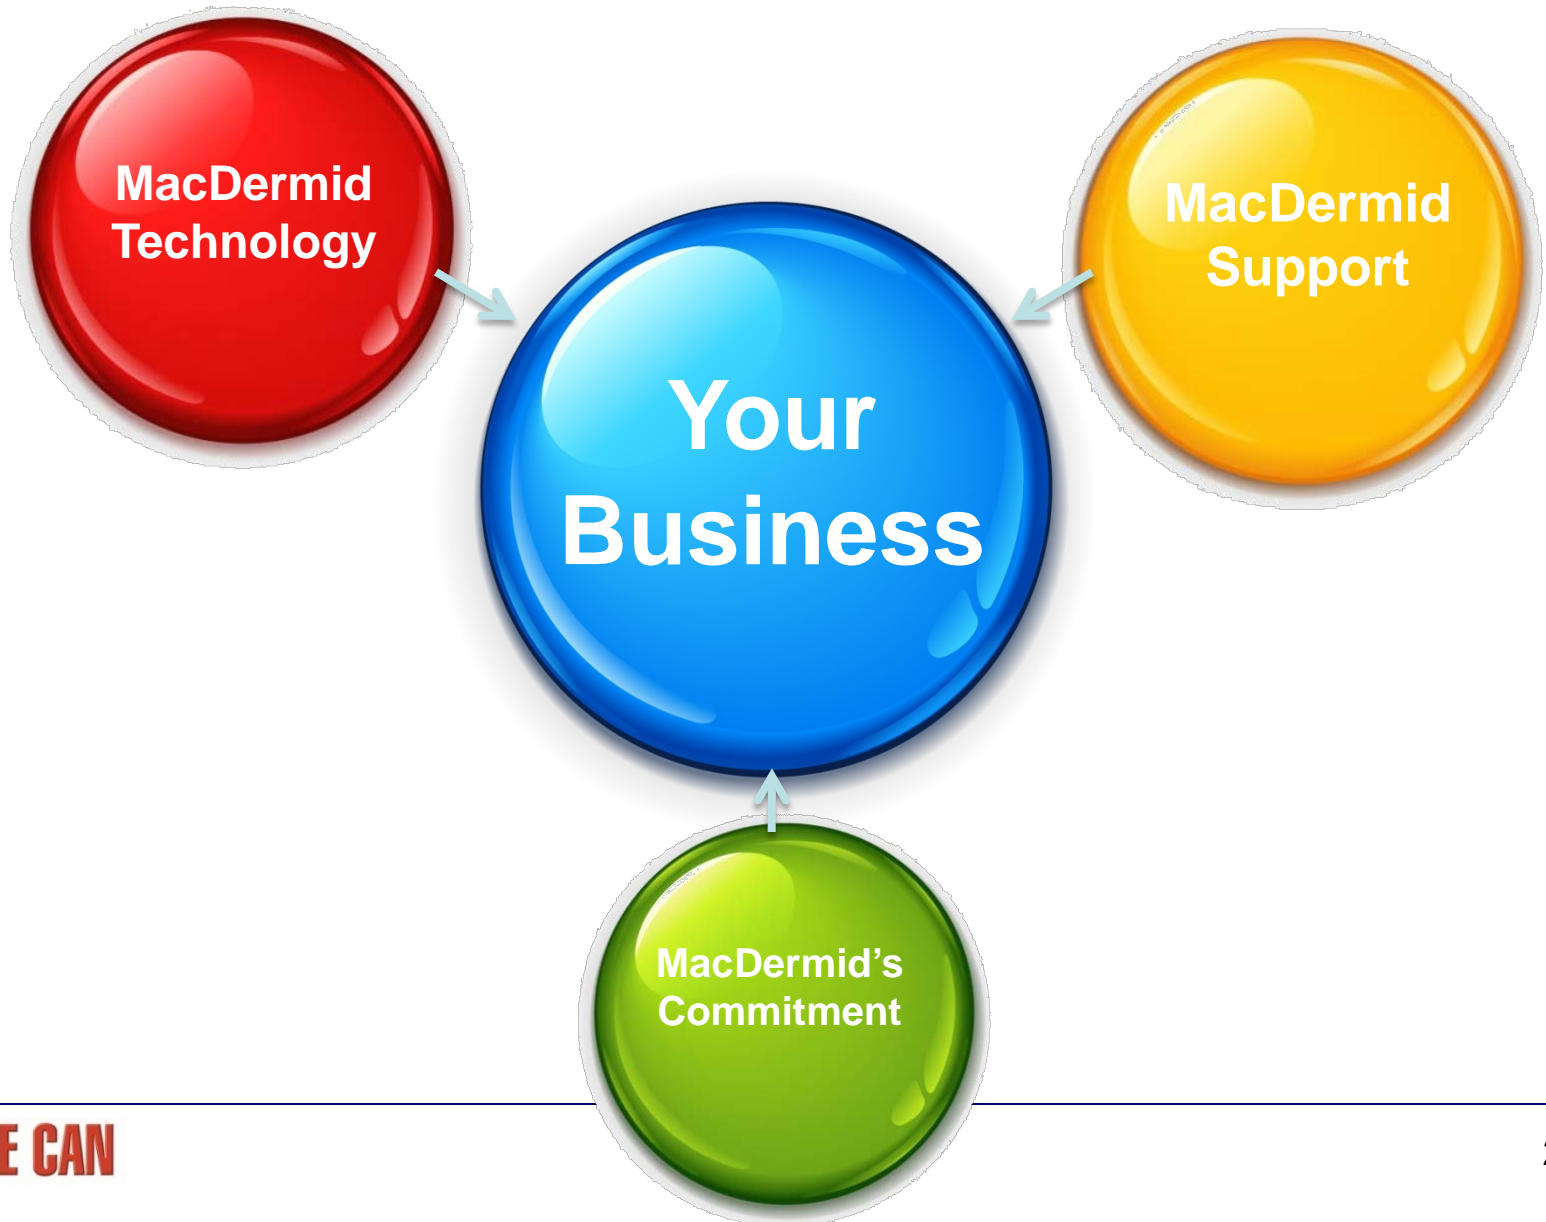 MacDermid
Technology
MacDermid
Support
Your
Business
MacDermid's
Commitment
E CAN